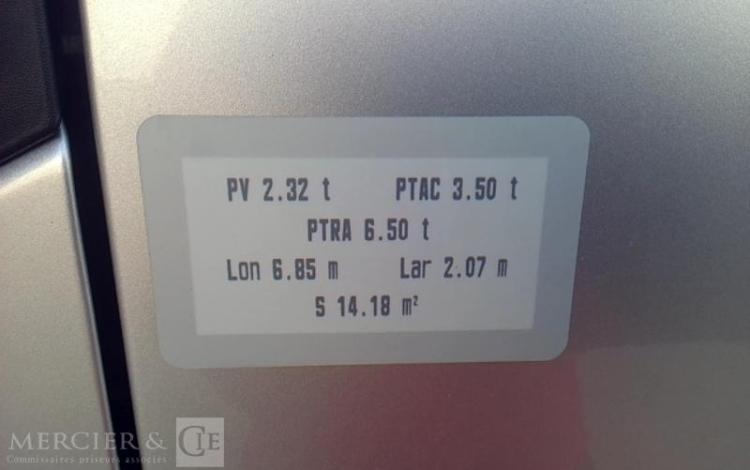 PV 2.32 t PTAC 3.50 t
PTRA 6.50 t
Lon 6.85 m Lar 2.07 m
S 14.18 m²
MERCIER & CIE
Commissaires priseurs associés